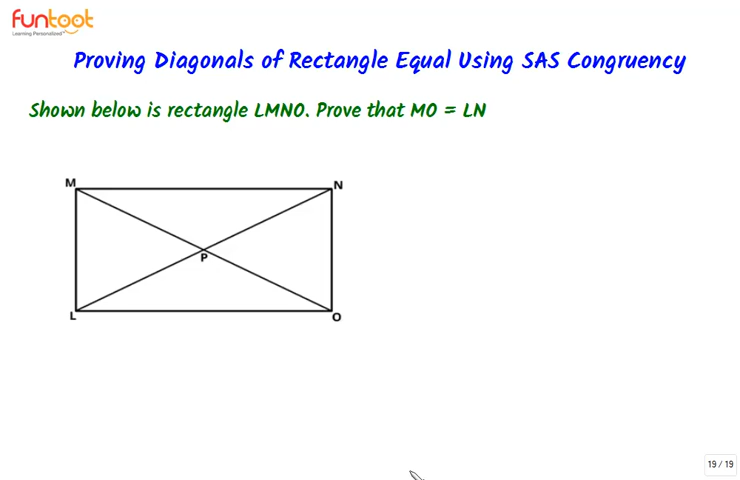 funtoot
Learning Personalized
Proving Diagonals of Rectangle Equal Using SAS Congruency
Shown below is rectangle LMNO. Prove that MO = LN
M
N
P
L
O
19 / 19